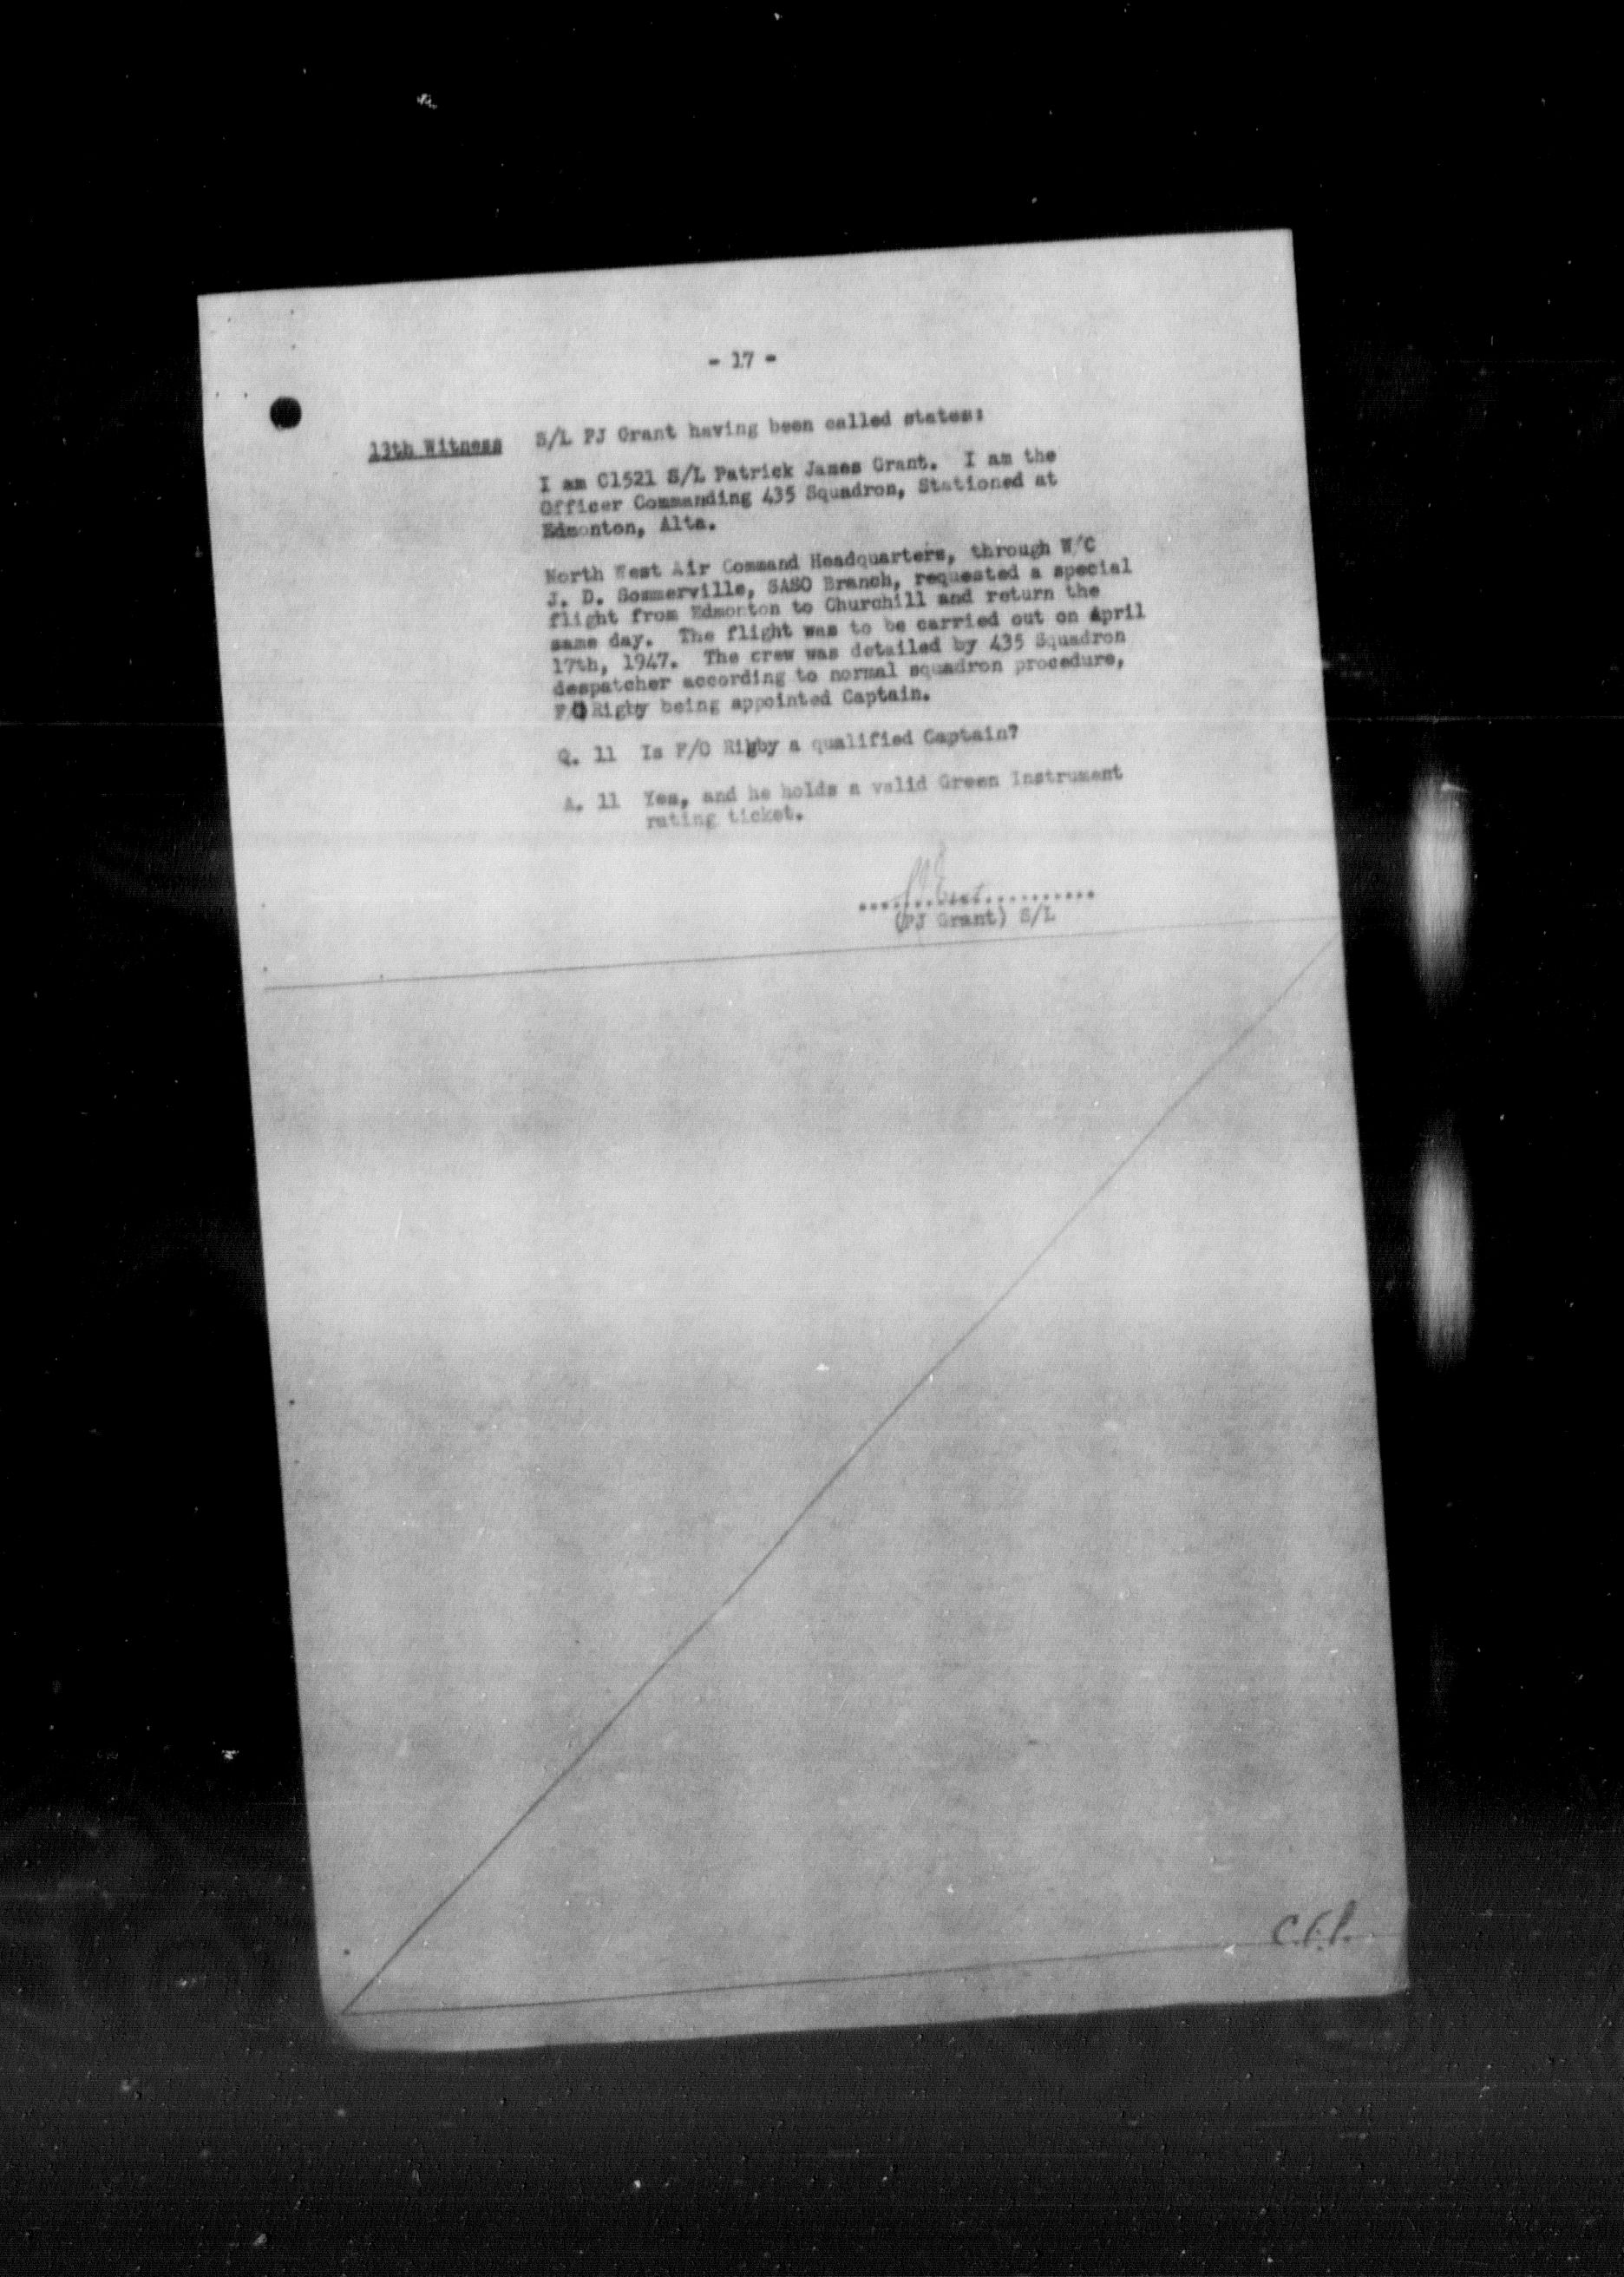 - 17 -
13th Witness S/L PJ Grant having been called states:
I am C1521 S/L Patrick James Grant. I am the
Officer Commanding 435 Squadron, Stationed at
Edmonton, Alta.
North West Air Command Headquarters, through W/C
J. D. Sommerville, SASO Branch, requested a special
flight from Edmonton to Churchill and return the
same day. The flight was to be carried out on April
17th, 1947. The crew was detailed by 435 Squadron
despatcher according to normal squadron procedure,
F/O Rigby being appointed Captain.
Q. 11 Is F/O Rigby a qualified Captain?
A. 11 Yes, and he holds a valid Green Instrument
rating ticket.
(PJ Grant) S/L